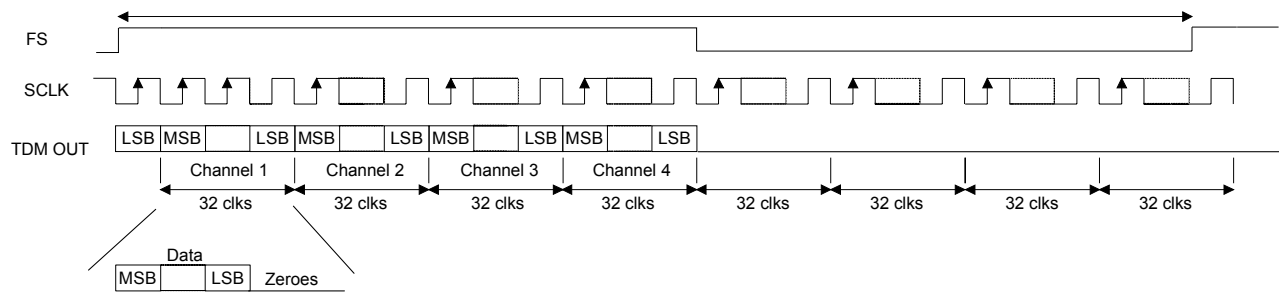 FS
SCLK
TDM OUT
LSB MSB LSB MSB LSB MSB LSB MSB LSB
Channel 1 Channel 2 Channel 3 Channel 4
32 clks 32 clks 32 clks 32 clks 32 clks 32 clks 32 clks 32 clks
Data
MSB LSB Zeroes